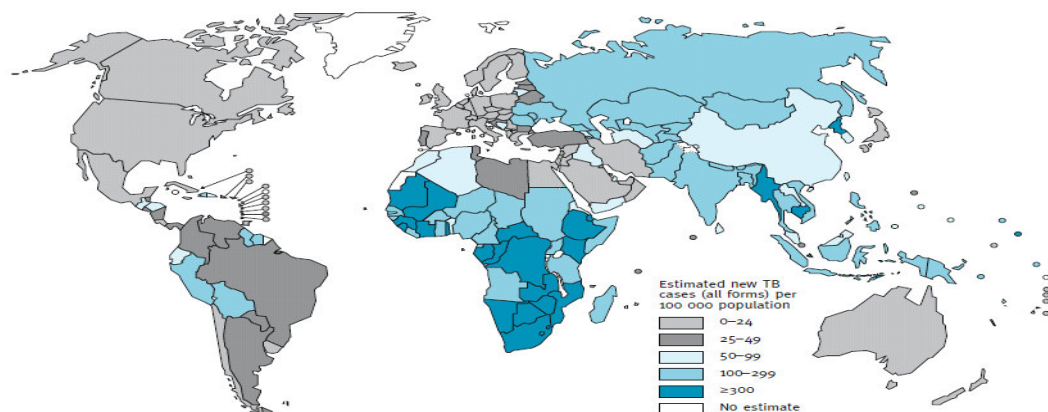 Estimated new TB
cases (all forms) per
100 000 population
0–24
25–49
50–99
100–299
≥300
No estimate